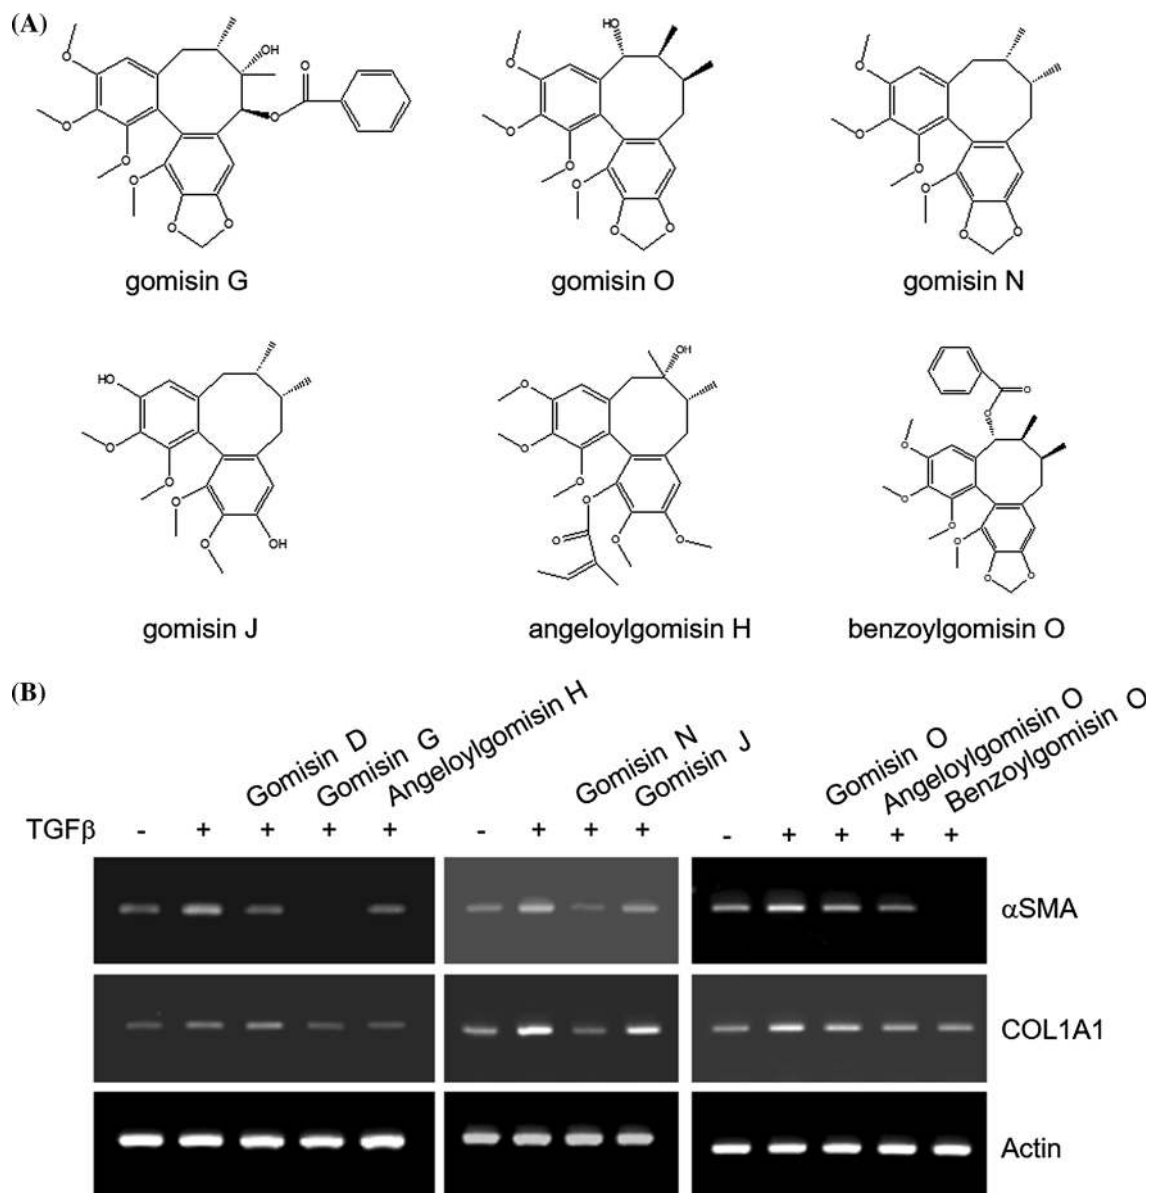 (A)
gomisin G
gomisin O
gomisin N
gomisin J
angeloylgomisin H
benzoylgomisin O
(B)
Gomisin D
Gomisin G
Angeloylgomisin H
Gomisin N
Gomisin J
Gomisin O
Angeloylgomisin O
Benzoylgomisin O
TGFβ - + + + + - + + + - + + + +
αSMA
COL1A1
Actin